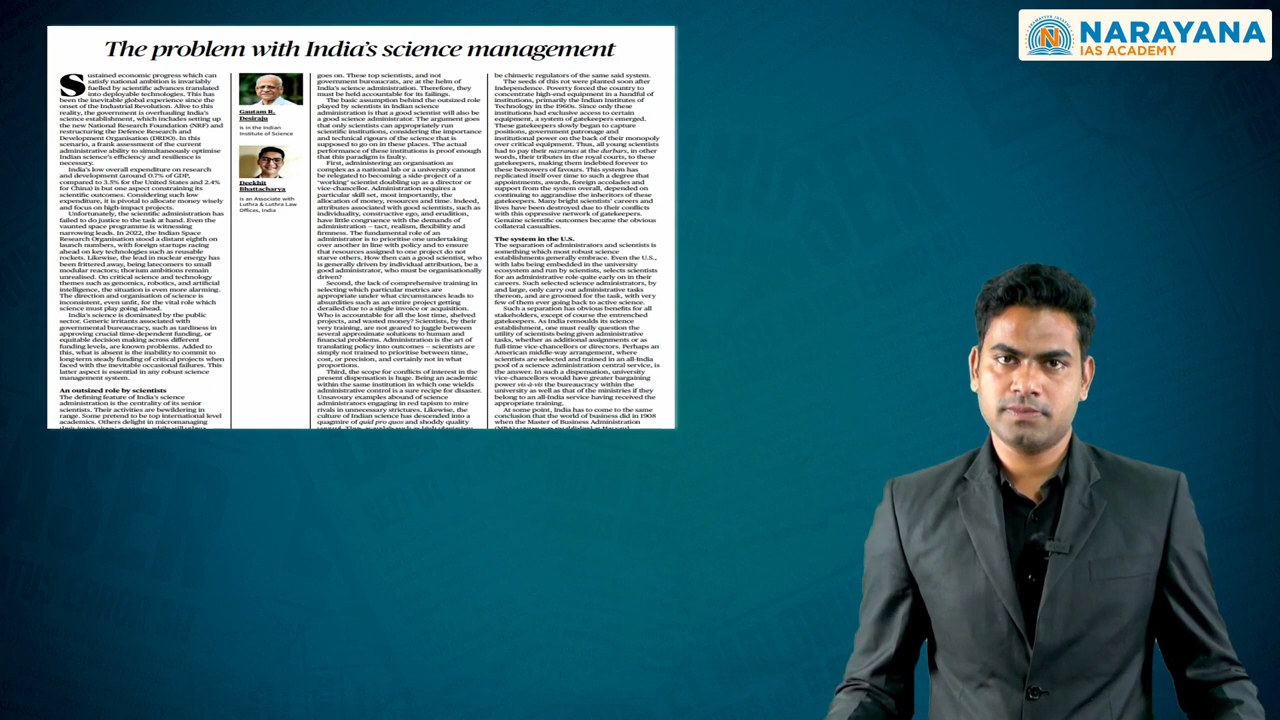 The problem with India's science management
Sustained economic progress which can
satisfy national ambition is invariably
fuelled by scientific advances translated
into deployable technologies. This has
been the inevitable global experience since the
onset of the Industrial Revolution. Alive to this
reality, the government is overhauling India's
science establishment, which includes setting up
the new National Research Foundation (NRF) and
restructuring the Defence Research and
Development Organisation (DRDO). In this
scenario, a frank assessment of the current
administrative ability to simultaneously optimise
Indian science's efficiency and resilience is
necessary.
India's low overall expenditure on research
and development (around 0.7% of GDP,
compared to 3.5% for the United States and 2.4%
for China) is but one aspect constraining its
scientific outcomes. Considering such low
expenditure, it is pivotal to allocate money wisely
and focus on high-impact projects.
Unfortunately, the scientific administration has
failed to do justice to the task at hand. Even the
vaunted space programme is witnessing
narrowing leads. In 2022, the Indian Space
Research Organisation stood a distant eighth on
launch numbers, with foreign startups racing
ahead on key technologies such as reusable
rockets. Likewise, the lead in nuclear energy has
been frittered away, being latecomers to small
modular reactors; thorium ambitions remain
unrealised. On critical science and technology
themes such as genomics, robotics, and artificial
intelligence, the situation is even more alarming.
The direction and organisation of science is
inconsistent, even unfit, for the vital role which
science must play going ahead.
India's science is dominated by the public
sector. Generic irritants associated with
governmental bureaucracy, such as tardiness in
approving crucial time-dependent funding, or
equitable decision making across different
funding levels, are known problems. Added to
this, what is absent is the inability to commit to
long-term steady funding of critical projects when
faced with the inevitable occasional failures. This
latter aspect is essential in any robust science
management system.
An outsized role by scientists
The defining feature of India's science
administration is the centrality of its senior
scientists. Their activities are bewildering in
range. Some pretend to be top international level
academics. Others delight in micromanaging
Gautam R.
Desiraju
is in the Indian
Institute of Science
Deekhit
Bhattacharya
is an Associate with
Luthra & Luthra Law
Offices, India
goes on. These top scientists, and not
government bureaucrats, are at the helm of
India's science administration. Therefore, they
must be held accountable for its failings.
The basic assumption behind the outsized role
played by scientists in Indian science
administration is that a good scientist will also be
a good science administrator. The argument goes
that only scientists can appropriately run
scientific institutions, considering the importance
and technical rigours of the science that is
supposed to go on in these places. The actual
performance of these institutions is proof enough
that this paradigm is faulty.
First, administering an organisation as
complex as a national lab or a university cannot
be relegated to becoming a side-project of a
'working' scientist doubling up as a director or
vice-chancellor. Administration requires a
particular skill set, most importantly, the
allocation of money, resources and time. Indeed,
attributes associated with good scientists, such as
individuality, constructive ego, and erudition,
have little congruence with the demands of
administration – tact, realism, flexibility and
firmness. The fundamental role of an
administrator is to prioritise one undertaking
over another in line with policy and to ensure
that resources assigned to one project do not
starve others. How then can a good scientist, who
is generally driven by individual attribution, be a
good administrator, who must be organisationally
driven?
Second, the lack of comprehensive training in
selecting which particular metrics are
appropriate under what circumstances leads to
absurdities such as an entire project getting
derailed due to a single invoice or acquisition.
Who is accountable for all the lost time, shelved
projects, and wasted money? Scientists, by their
very training, are not geared to juggle between
several approximate solutions to human and
financial problems. Administration is the art of
translating policy into outcomes – scientists are
simply not trained to prioritise between time,
cost, or precision, and certainly not in what
proportions.
Third, the scope for conflicts of interest in the
present dispensation is huge. Being an academic
within the same institution in which one wields
administrative control is a sure recipe for disaster.
Unsavoury examples abound of science
administrators engaging in red tapism to mire
rivals in unnecessary strictures. Likewise, the
culture of Indian science has descended into a
quagmire of quid pro quos and shoddy quality
be chimeric regulators of the same said system.
The seeds of this rot were planted soon after
Independence. Poverty forced the country to
concentrate high-end equipment in a handful of
institutions, primarily the Indian Institutes of
Technology in the 1960s. Since only these
institutions had exclusive access to certain
equipment, a system of gatekeepers emerged.
These gatekeepers slowly began to capture
positions, government patronage and
institutional power on the back of their monopoly
over critical equipment. Thus, all young scientists
had to pay their nazranas at the durbars, in other
words, their tributes in the royal courts, to these
gatekeepers, making them indebted forever to
these bestowers of favours. This system has
replicated itself over time to such a degree that
appointments, awards, foreign accolades and
support from the system overall, depended on
continuing to aggrandise the inheritors of these
gatekeepers. Many bright scientists' careers and
lives have been destroyed due to their conflicts
with this oppressive network of gatekeepers.
Genuine scientific outcomes became the obvious
collateral casualties.
The system in the U.S.
The separation of administrators and scientists is
something which most robust science
establishments generally embrace. Even the U.S.,
with labs being embedded in the university
ecosystem and run by scientists, selects scientists
for an administrative role quite early on in their
careers. Such selected science administrators, by
and large, only carry out administrative tasks
thereon, and are groomed for the task, with very
few of them ever going back to active science.
Such a separation has obvious benefits for all
stakeholders, except of course the entrenched
gatekeepers. As India remoulds its science
establishment, one must really question the
utility of scientists being given administrative
tasks, whether as additional assignments or as
full-time vice-chancellors or directors. Perhaps an
American middle-way arrangement, where
scientists are selected and trained in an all-India
pool of a science administration central service, is
the answer. In such a dispensation, university
vice-chancellors would have greater bargaining
power vis-à-vis the bureaucracy within the
university as well as that of the ministries if they
belong to an all-India service having received the
appropriate training.
At some point, India has to come to the same
conclusion that the world of business did in 1908
when the Master of Business Administration
NARAYANA
IAS ACADEMY